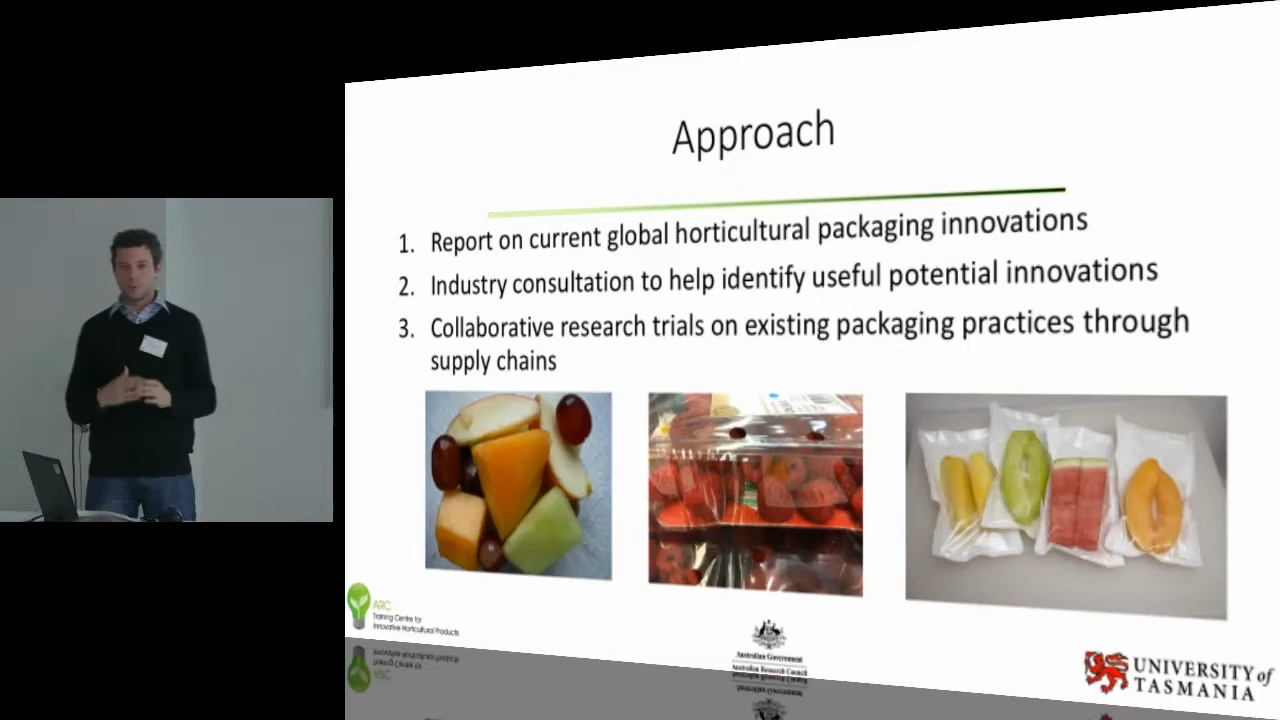 Approach
1. Report on current global horticultural packaging innovations
2. Industry consultation to help identify useful potential innovations
3. Collaborative research trials on existing packaging practices through
supply chains
ARC
Training Centre for
Innovative Horticultural Products
Australian Government
Australian Research Council
UNIVERSITY of
TASMANIA